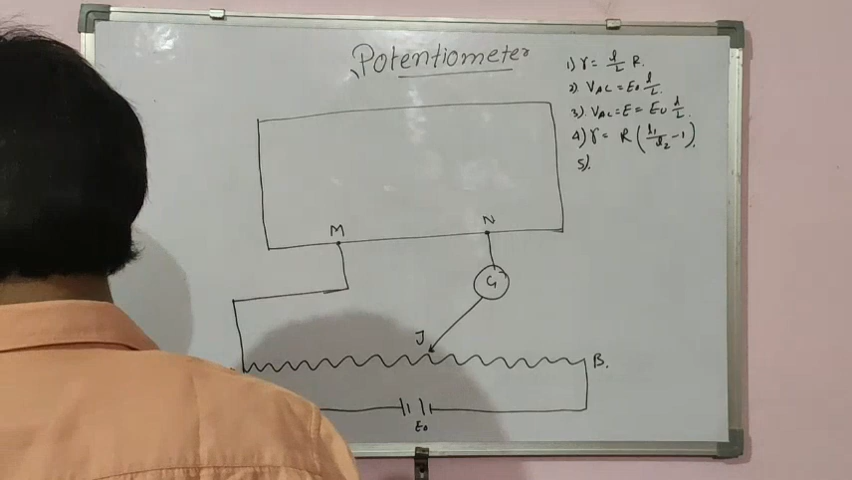 Potentiometer
1) r = l/L R.
2) V_AC = E₀ l/L.
3). V_AC = E = E₀ l/L.
4) r = R (l₁/l₂ - 1).
5).
M
N
G
J
B.
E₀